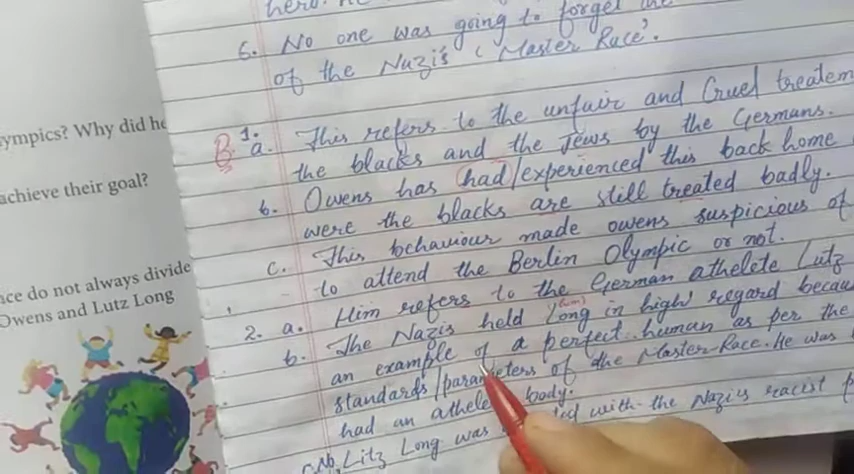 hero. He
6. No one was going to forget the
of the Nazi's 'Master Race'.
ympics? Why did he
achieve their goal?
ace do not always divide
Owens and Lutz Long
B 1. a. This refers to the unfair and Cruel treatem
the blacks and the Jews by the Germans.
b. Owens has had/experienced this back home
were the blacks are still treated badly.
c. This behaviour made owens suspicious of
to attend the Berlin Olympic or not.
2. a. Him refers to the German athelete Lutz
b. The Nazis held long (him) in high regard becau
an example of a perfect human as per the
standards/parameters of the Master Race. He was
had an athele body.
No, Litz Long was with the Nazis racist p